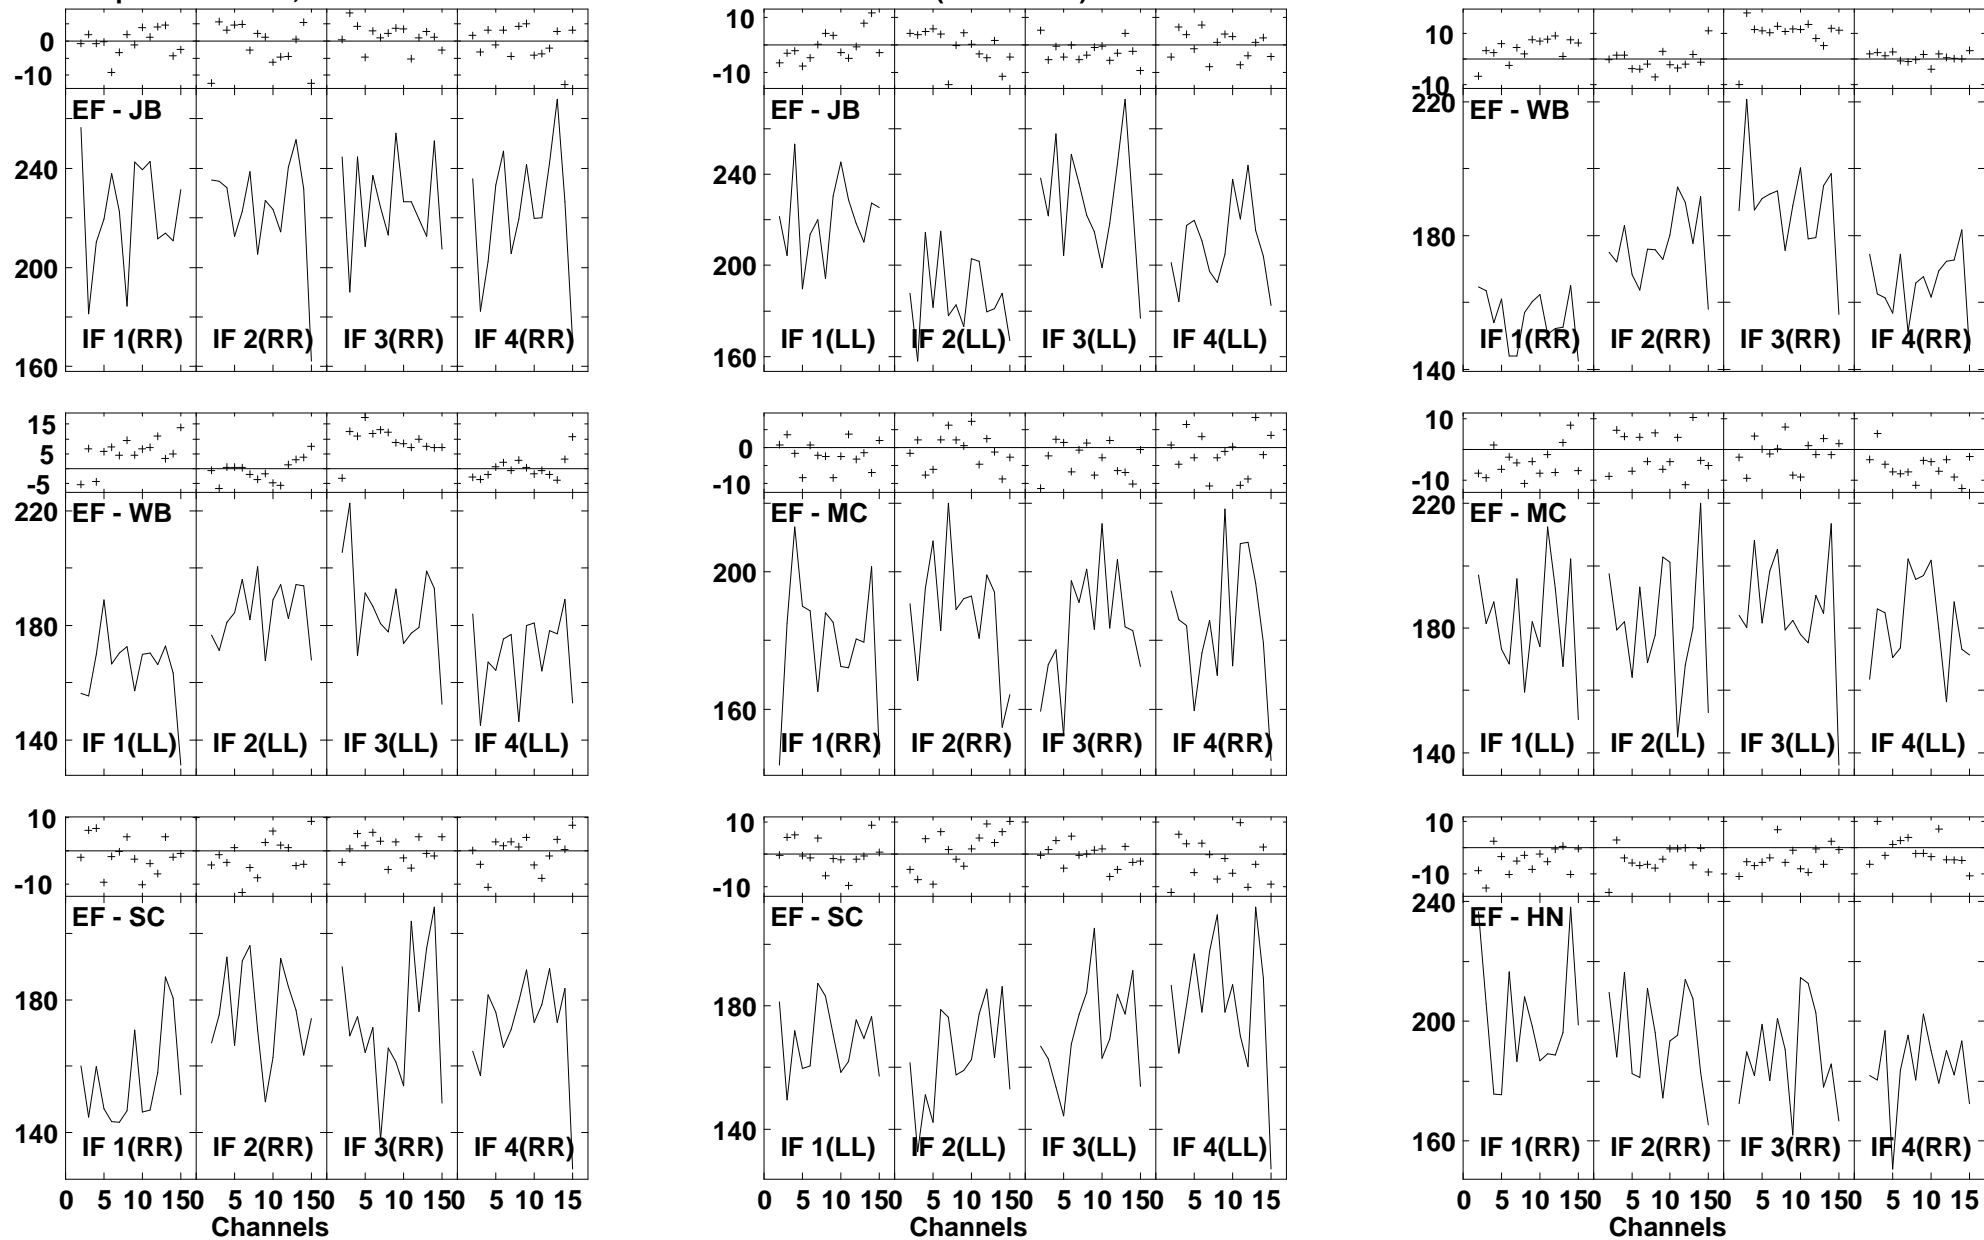 0 10 10
-10 0
-10 -10
EF - JB EF - JB 220 EF - WB
240 240
180
200 200
IF 1(RR) IF 2(RR) IF 3(RR) IF 4(RR) IF 1(LL) IF 2(LL) IF 3(LL) IF 4(LL) IF 1(RR) IF 2(RR) IF 3(RR) IF 4(RR)
160 160 140
15 0 10
5 -10 -10
-5
220 EF - WB EF - MC 220 EF - MC
200
180 180
160
140 IF 1(LL) IF 2(LL) IF 3(LL) IF 4(LL) IF 1(RR) IF 2(RR) IF 3(RR) IF 4(RR) 140 IF 1(LL) IF 2(LL) IF 3(LL) IF 4(LL)
10 10 10
-10 -10 -10
EF - SC EF - SC 240 EF - HN
180 180 200
140 IF 1(RR) IF 2(RR) IF 3(RR) IF 4(RR) 140 IF 1(LL) IF 2(LL) IF 3(LL) IF 4(LL) 160 IF 1(RR) IF 2(RR) IF 3(RR) IF 4(RR)
0 5 10 150 5 10 150 5 10 150 5 10 15 0 5 10 150 5 10 150 5 10 150 5 10 15 0 5 10 150 5 10 150 5 10 150 5 10 15
Channels Channels Channels